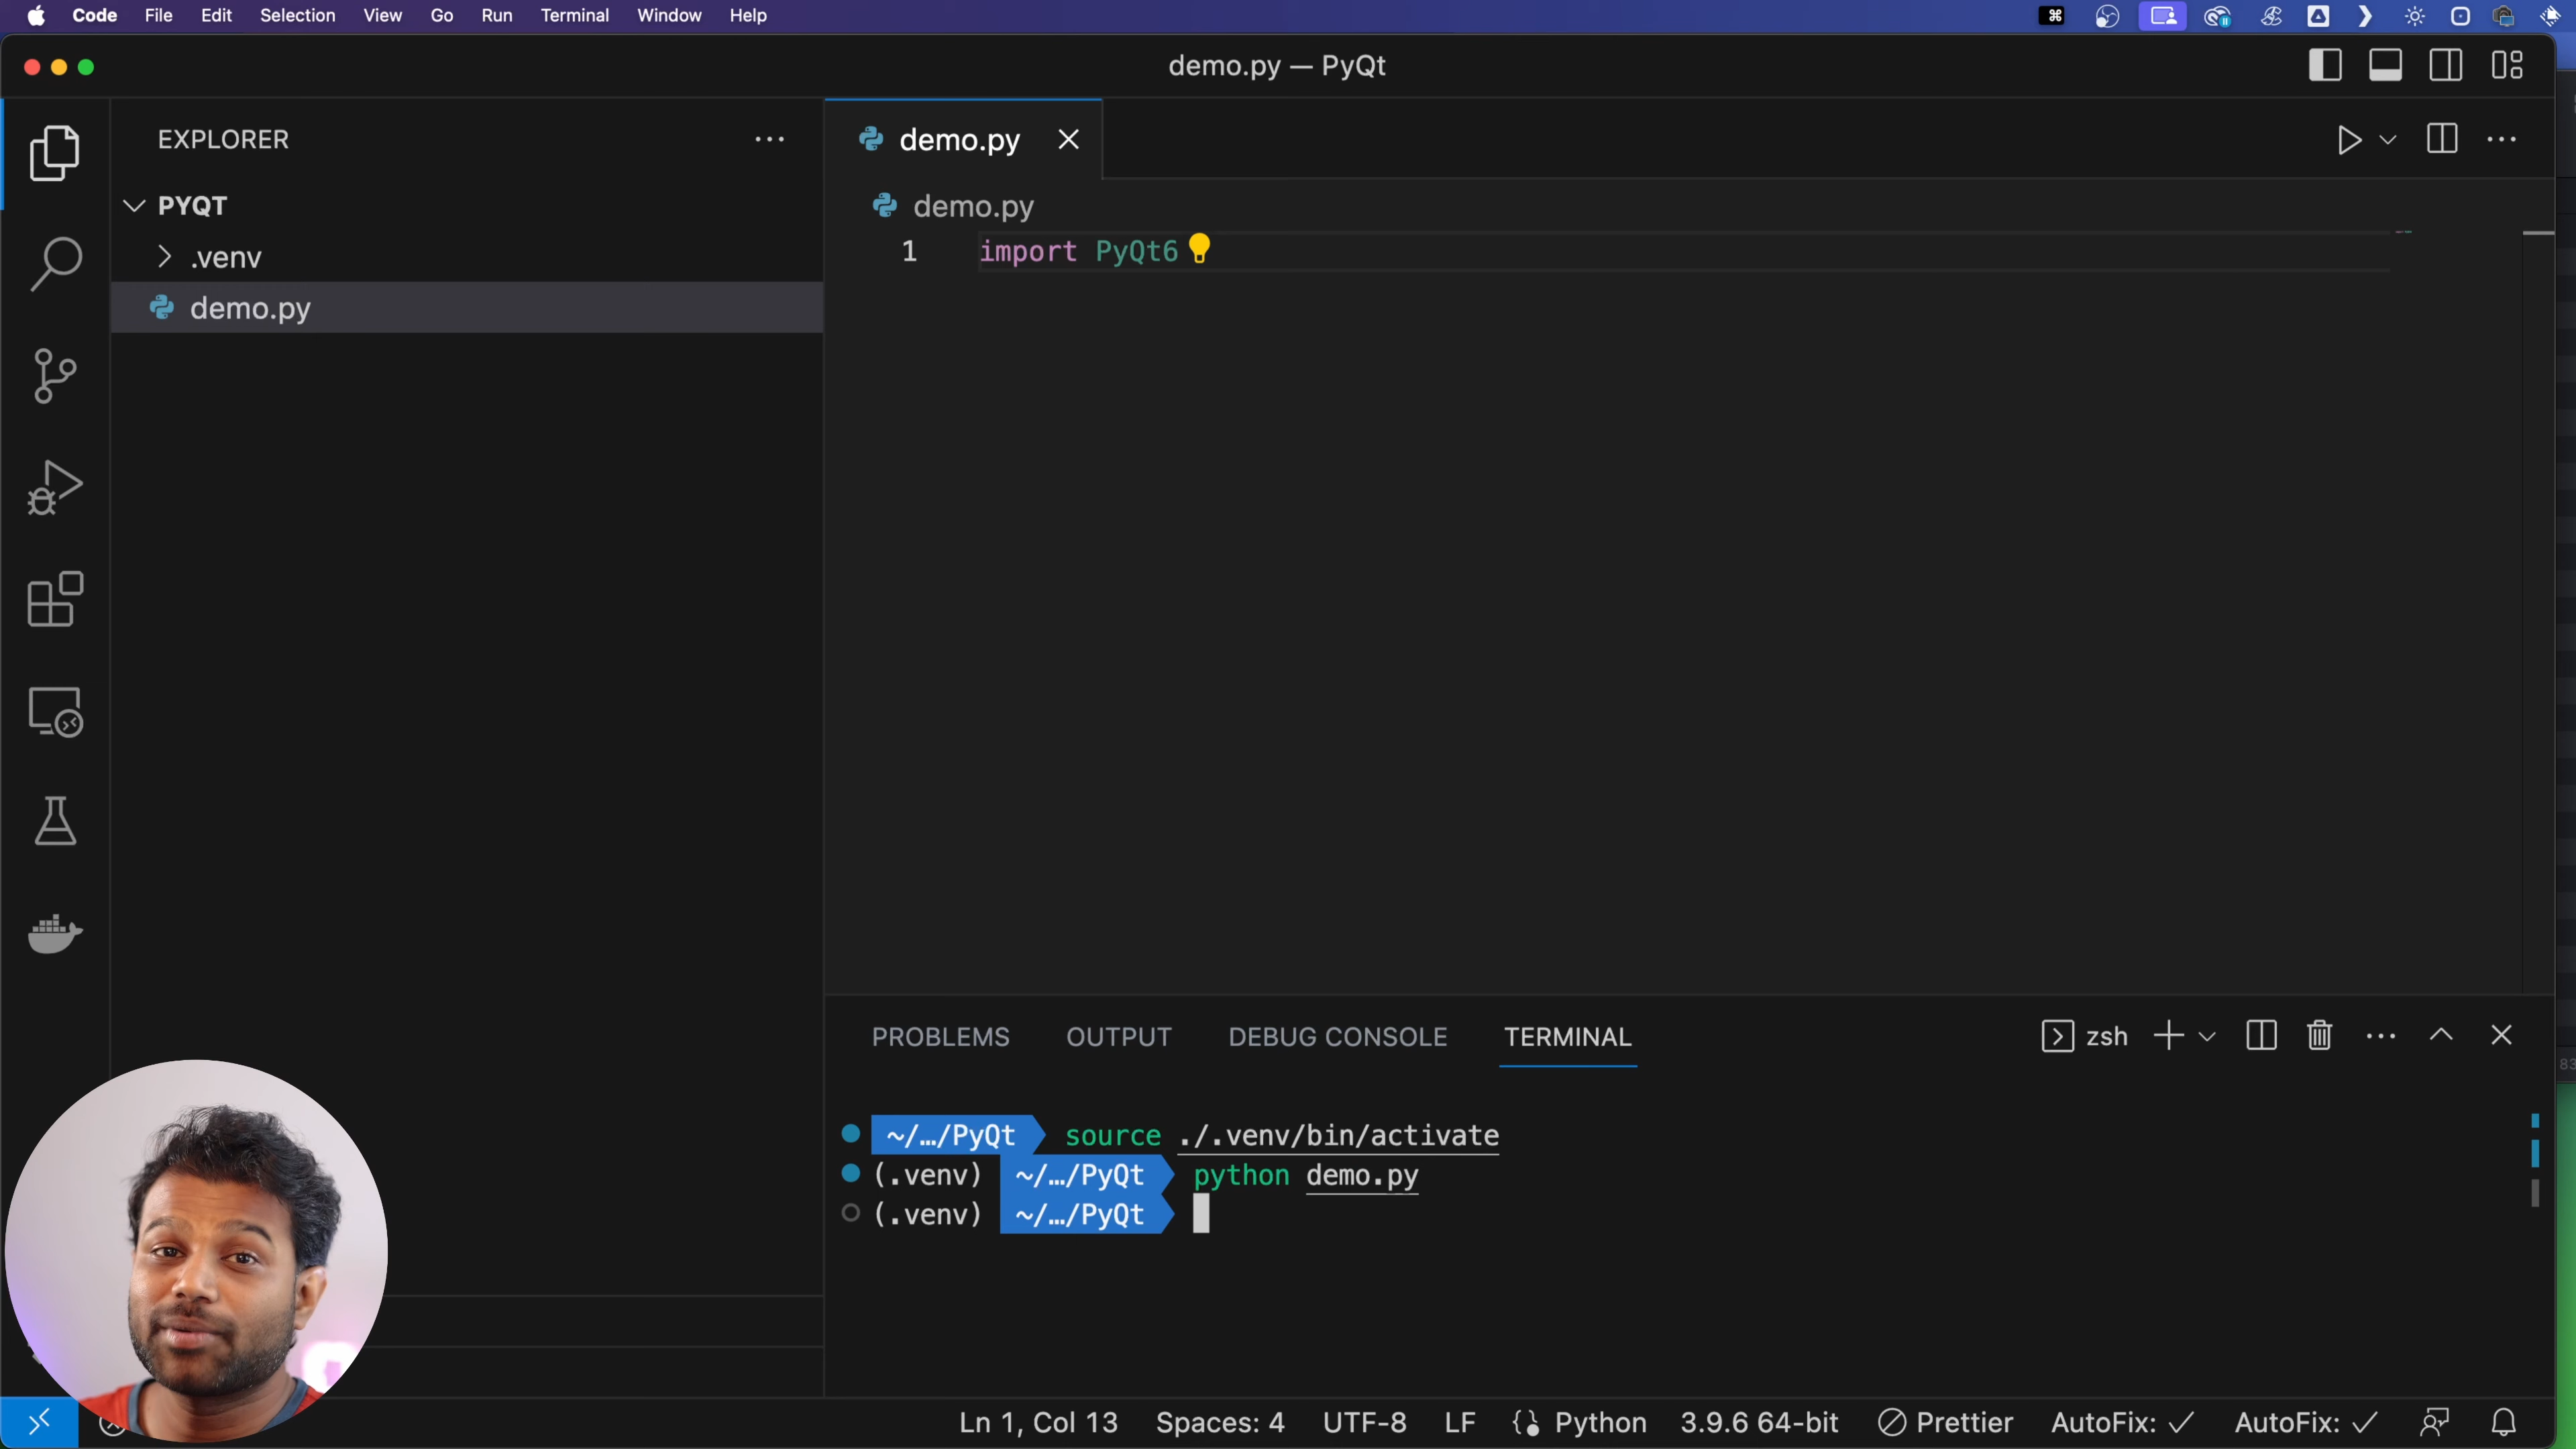 Code File Edit Selection View Go Run Terminal Window Help
demo.py — PyQt
EXPLORER
PYQT
.venv
demo.py
demo.py
demo.py
1 import PyQt6
PROBLEMS OUTPUT DEBUG CONSOLE TERMINAL
zsh
~/…/PyQt source ./.venv/bin/activate
(.venv) ~/…/PyQt python demo.py
(.venv) ~/…/PyQt
Ln 1, Col 13 Spaces: 4 UTF-8 LF Python 3.9.6 64-bit Prettier AutoFix: ✓ AutoFix: ✓
83